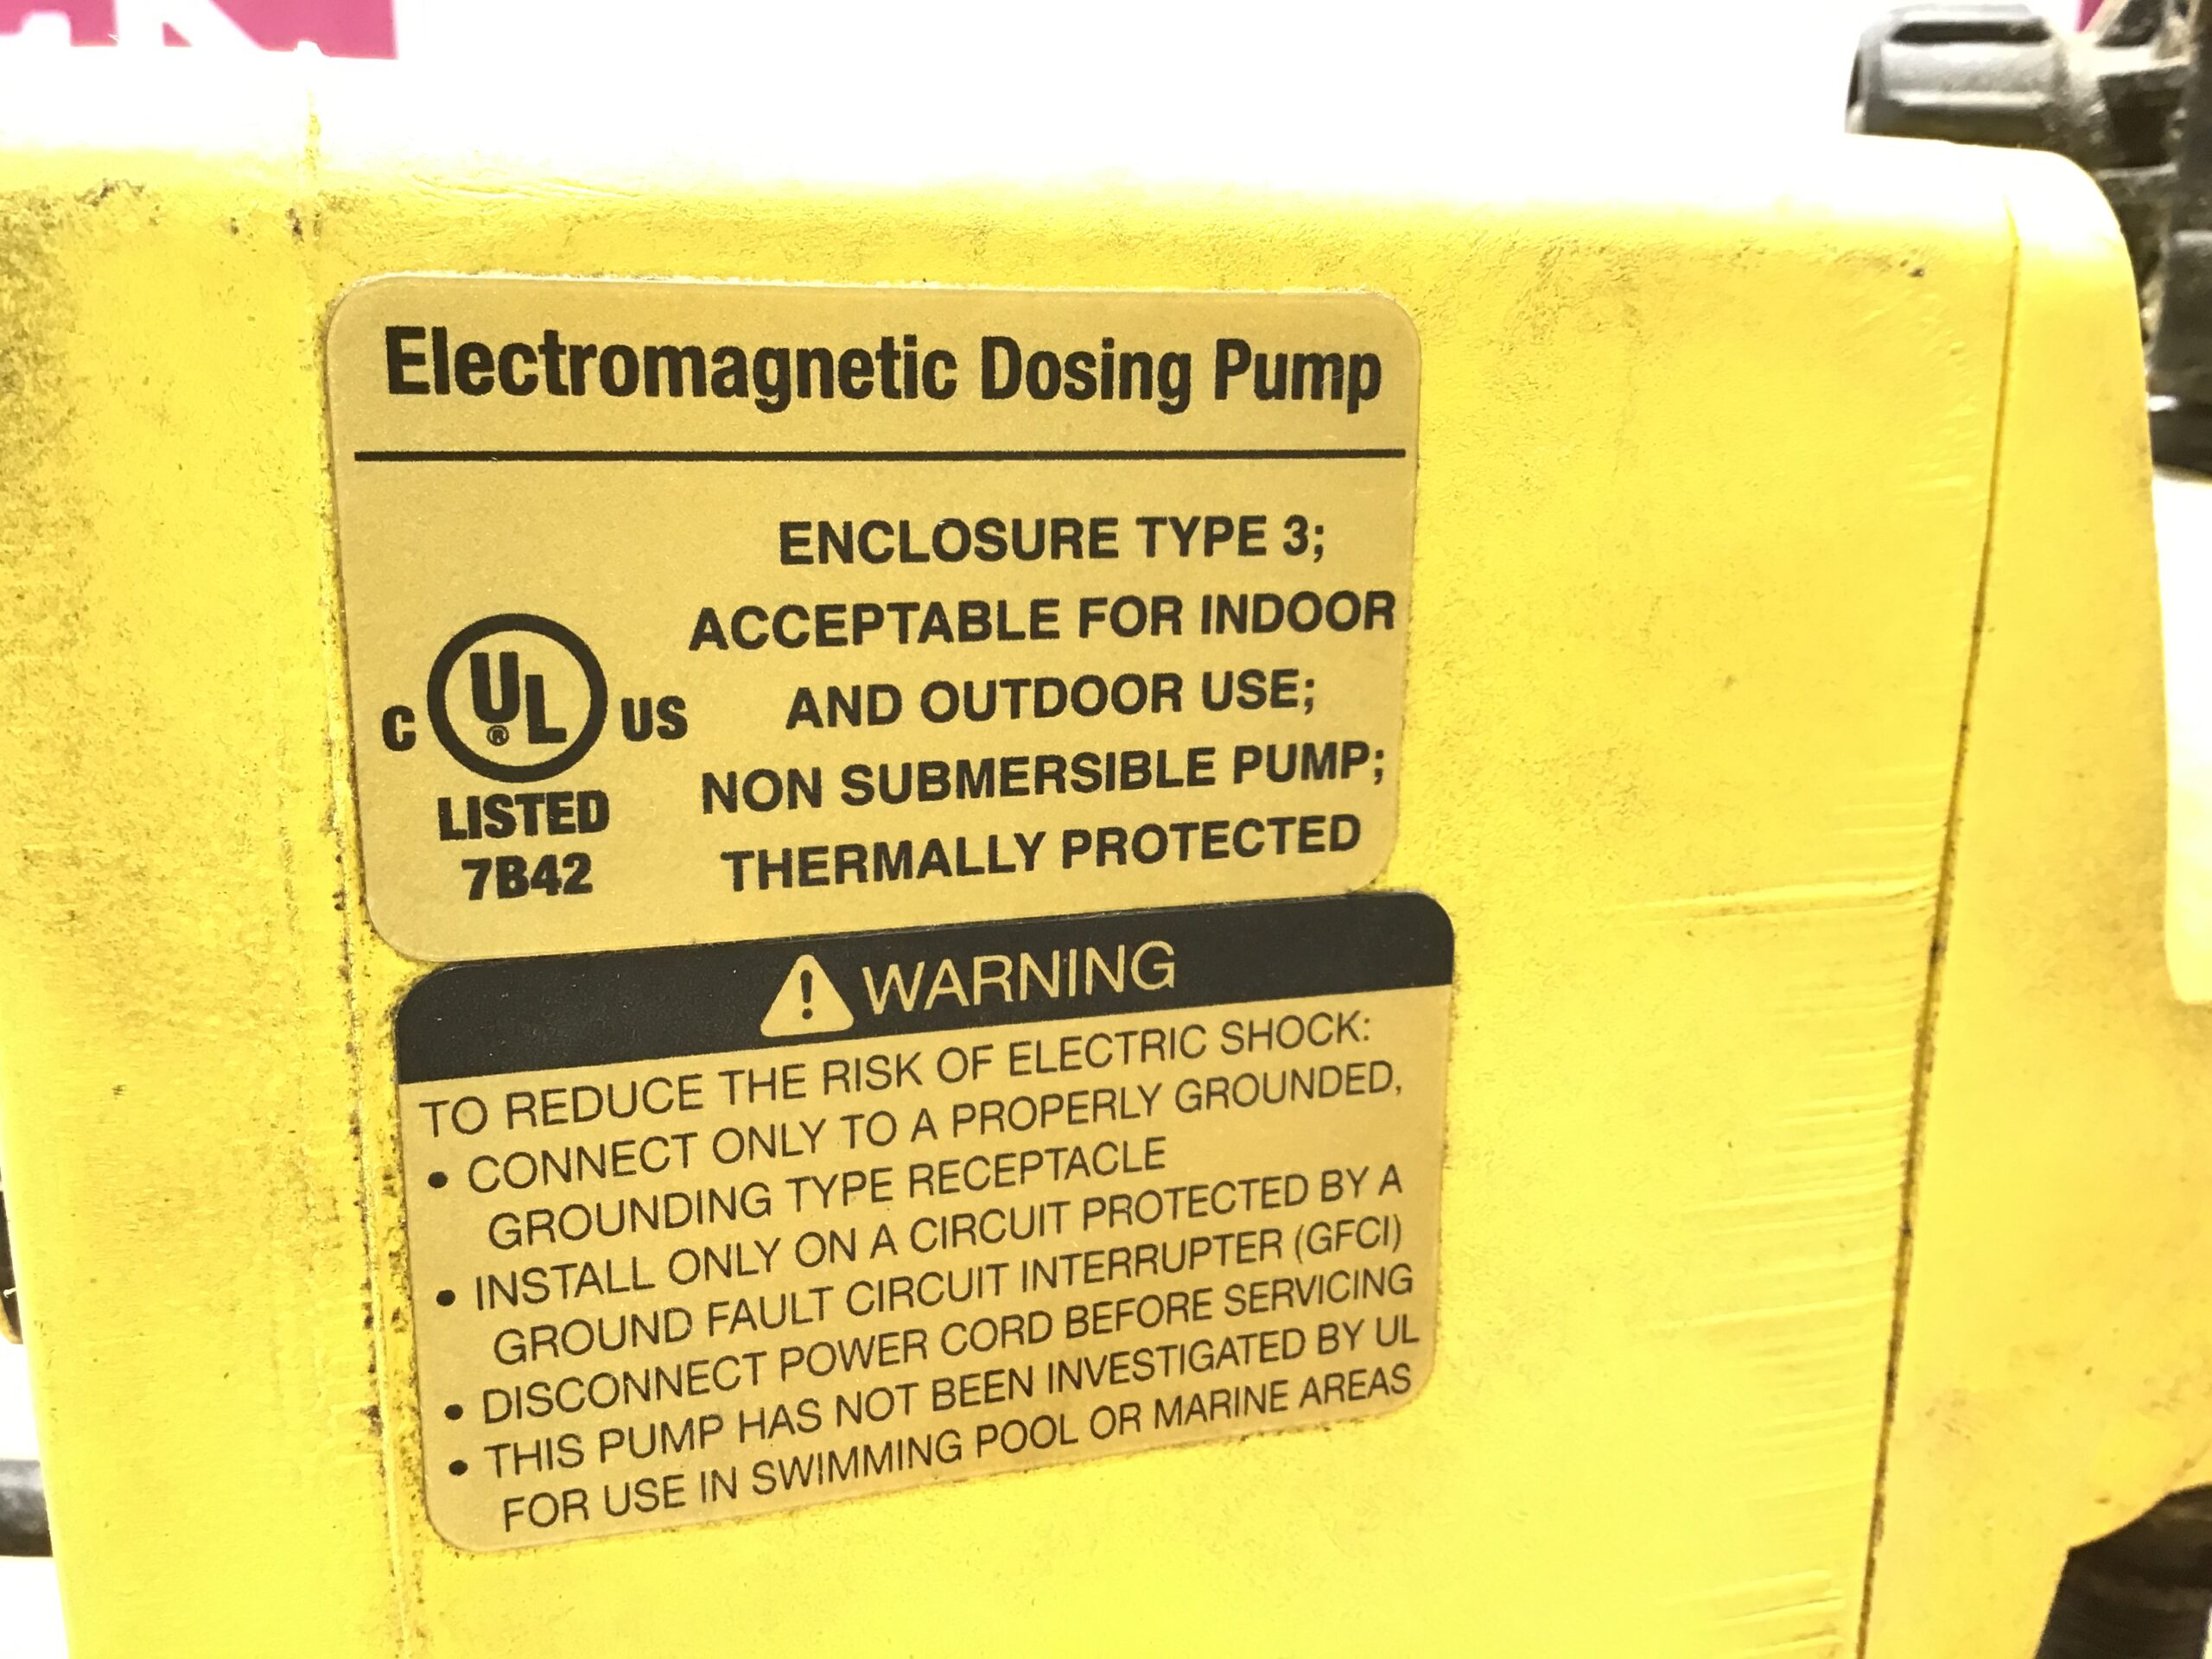 Electromagnetic Dosing Pump
ENCLOSURE TYPE 3;
ACCEPTABLE FOR INDOOR
AND OUTDOOR USE;
NON SUBMERSIBLE PUMP;
THERMALLY PROTECTED
C UL ® US
LISTED
7B42
WARNING
TO REDUCE THE RISK OF ELECTRIC SHOCK:
• CONNECT ONLY TO A PROPERLY GROUNDED,
GROUNDING TYPE RECEPTACLE
• INSTALL ONLY ON A CIRCUIT PROTECTED BY A
GROUND FAULT CIRCUIT INTERRUPTER (GFCI)
• DISCONNECT POWER CORD BEFORE SERVICING
• THIS PUMP HAS NOT BEEN INVESTIGATED BY UL
FOR USE IN SWIMMING POOL OR MARINE AREAS